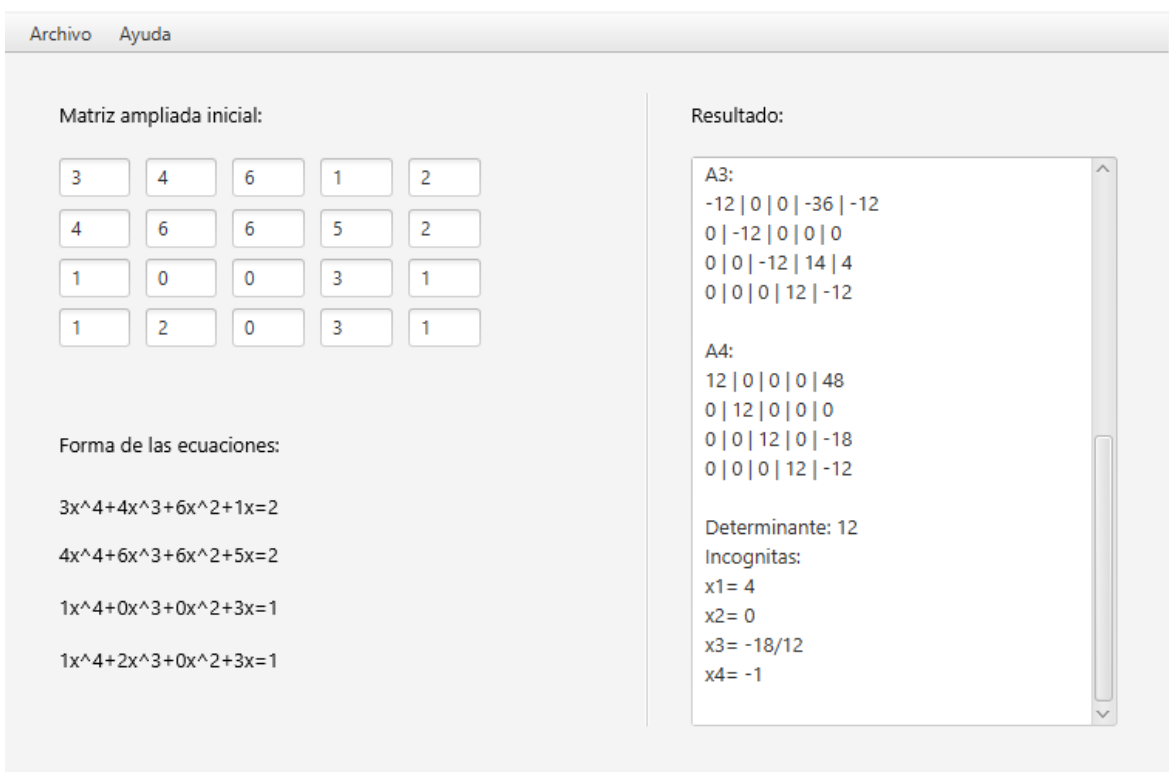 Archivo Ayuda
Matriz ampliada inicial:
3 4 6 1 2
4 6 6 5 2
1 0 0 3 1
1 2 0 3 1
Forma de las ecuaciones:
3x^4+4x^3+6x^2+1x=2
4x^4+6x^3+6x^2+5x=2
1x^4+0x^3+0x^2+3x=1
1x^4+2x^3+0x^2+3x=1
Resultado:
A3:
-12 | 0 | 0 | -36 | -12
0 | -12 | 0 | 0 | 0
0 | 0 | -12 | 14 | 4
0 | 0 | 0 | 12 | -12
A4:
12 | 0 | 0 | 0 | 48
0 | 12 | 0 | 0 | 0
0 | 0 | 12 | 0 | -18
0 | 0 | 0 | 12 | -12
Determinante: 12
Incognitas:
x1= 4
x2= 0
x3= -18/12
x4= -1